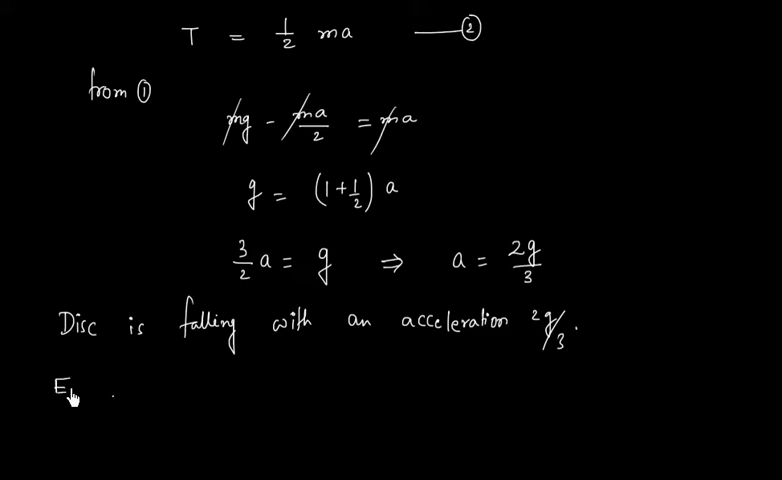 T = 1/2 ma —— ②
from ①
mg - ma/2 = ma
g = (1+1/2) a
3/2 a = g ⇒ a = 2g/3
Disc is falling with an acceleration 2g/3.
E